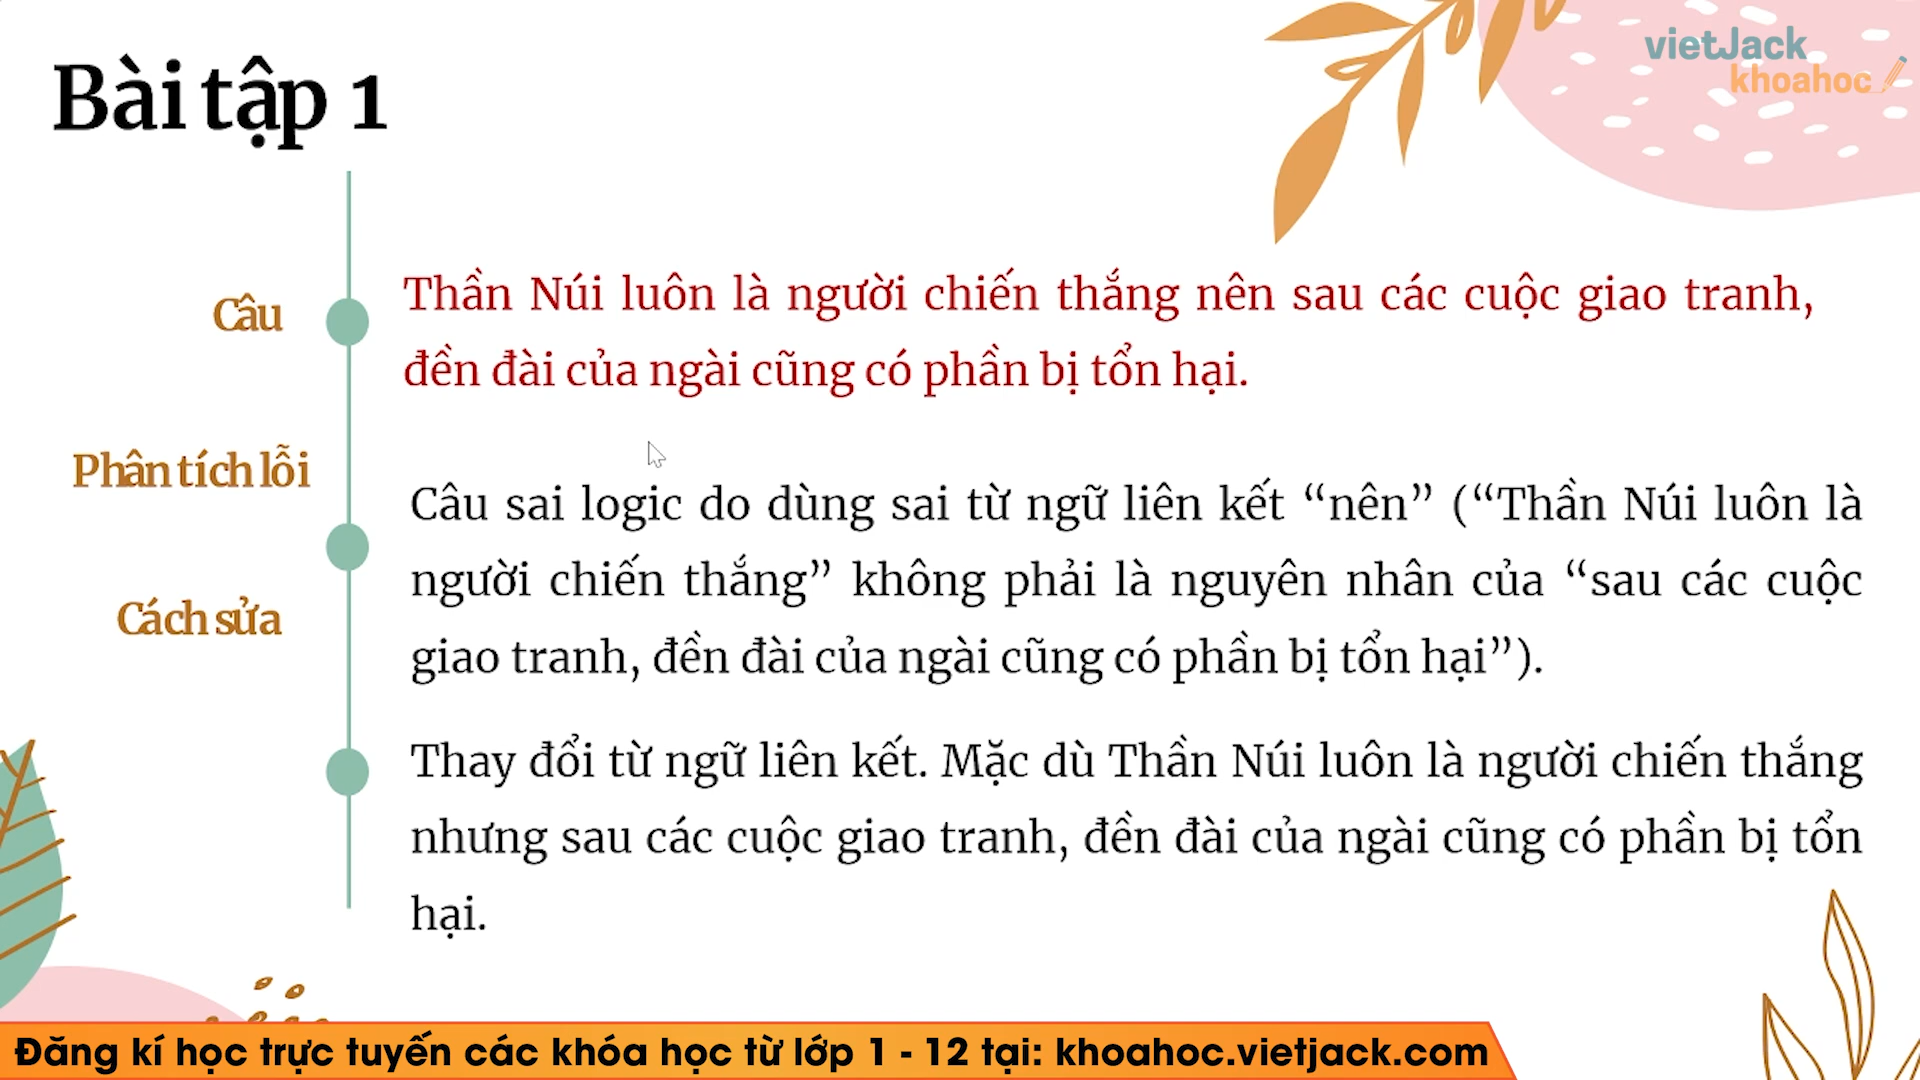 vietJack
khoahoc
Bài tập 1
Câu
Thần Núi luôn là người chiến thắng nên sau các cuộc giao tranh,
đền đài của ngài cũng có phần bị tổn hại.
Phân tích lỗi
Câu sai logic do dùng sai từ ngữ liên kết “nên” (“Thần Núi luôn là
người chiến thắng” không phải là nguyên nhân của “sau các cuộc
giao tranh, đền đài của ngài cũng có phần bị tổn hại”).
Cách sửa
Thay đổi từ ngữ liên kết. Mặc dù Thần Núi luôn là người chiến thắng
nhưng sau các cuộc giao tranh, đền đài của ngài cũng có phần bị tổn
hại.
Đăng kí học trực tuyến các khóa học từ lớp 1 - 12 tại: khoahoc.vietjack.com